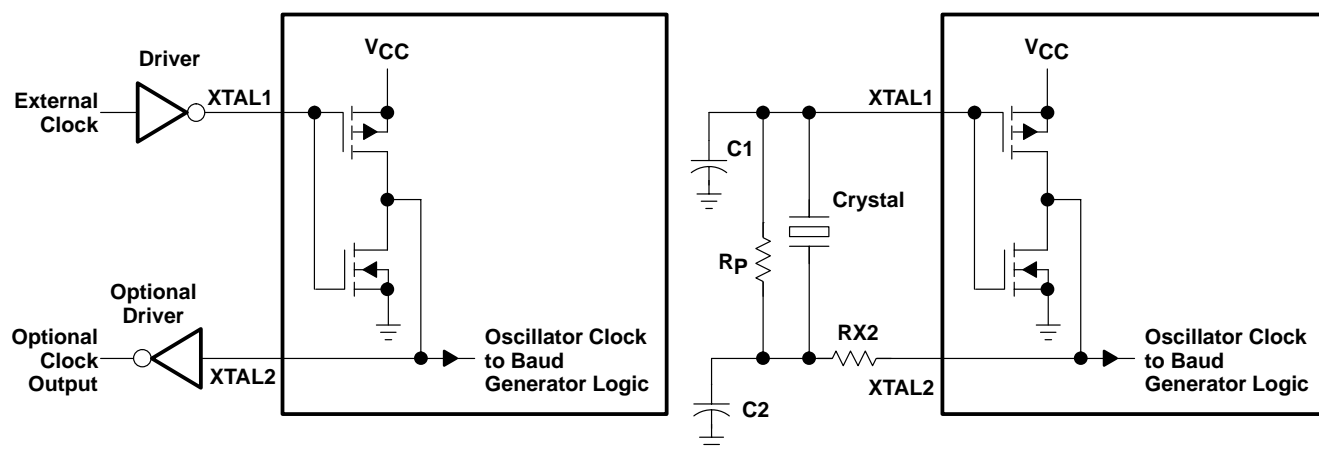 Driver
VCC
External
Clock
XTAL1
Optional
Driver
Optional
Clock
Output
XTAL2
Oscillator Clock
to Baud
Generator Logic
VCC
XTAL1
C1
Crystal
RP
RX2
XTAL2
C2
Oscillator Clock
to Baud
Generator Logic